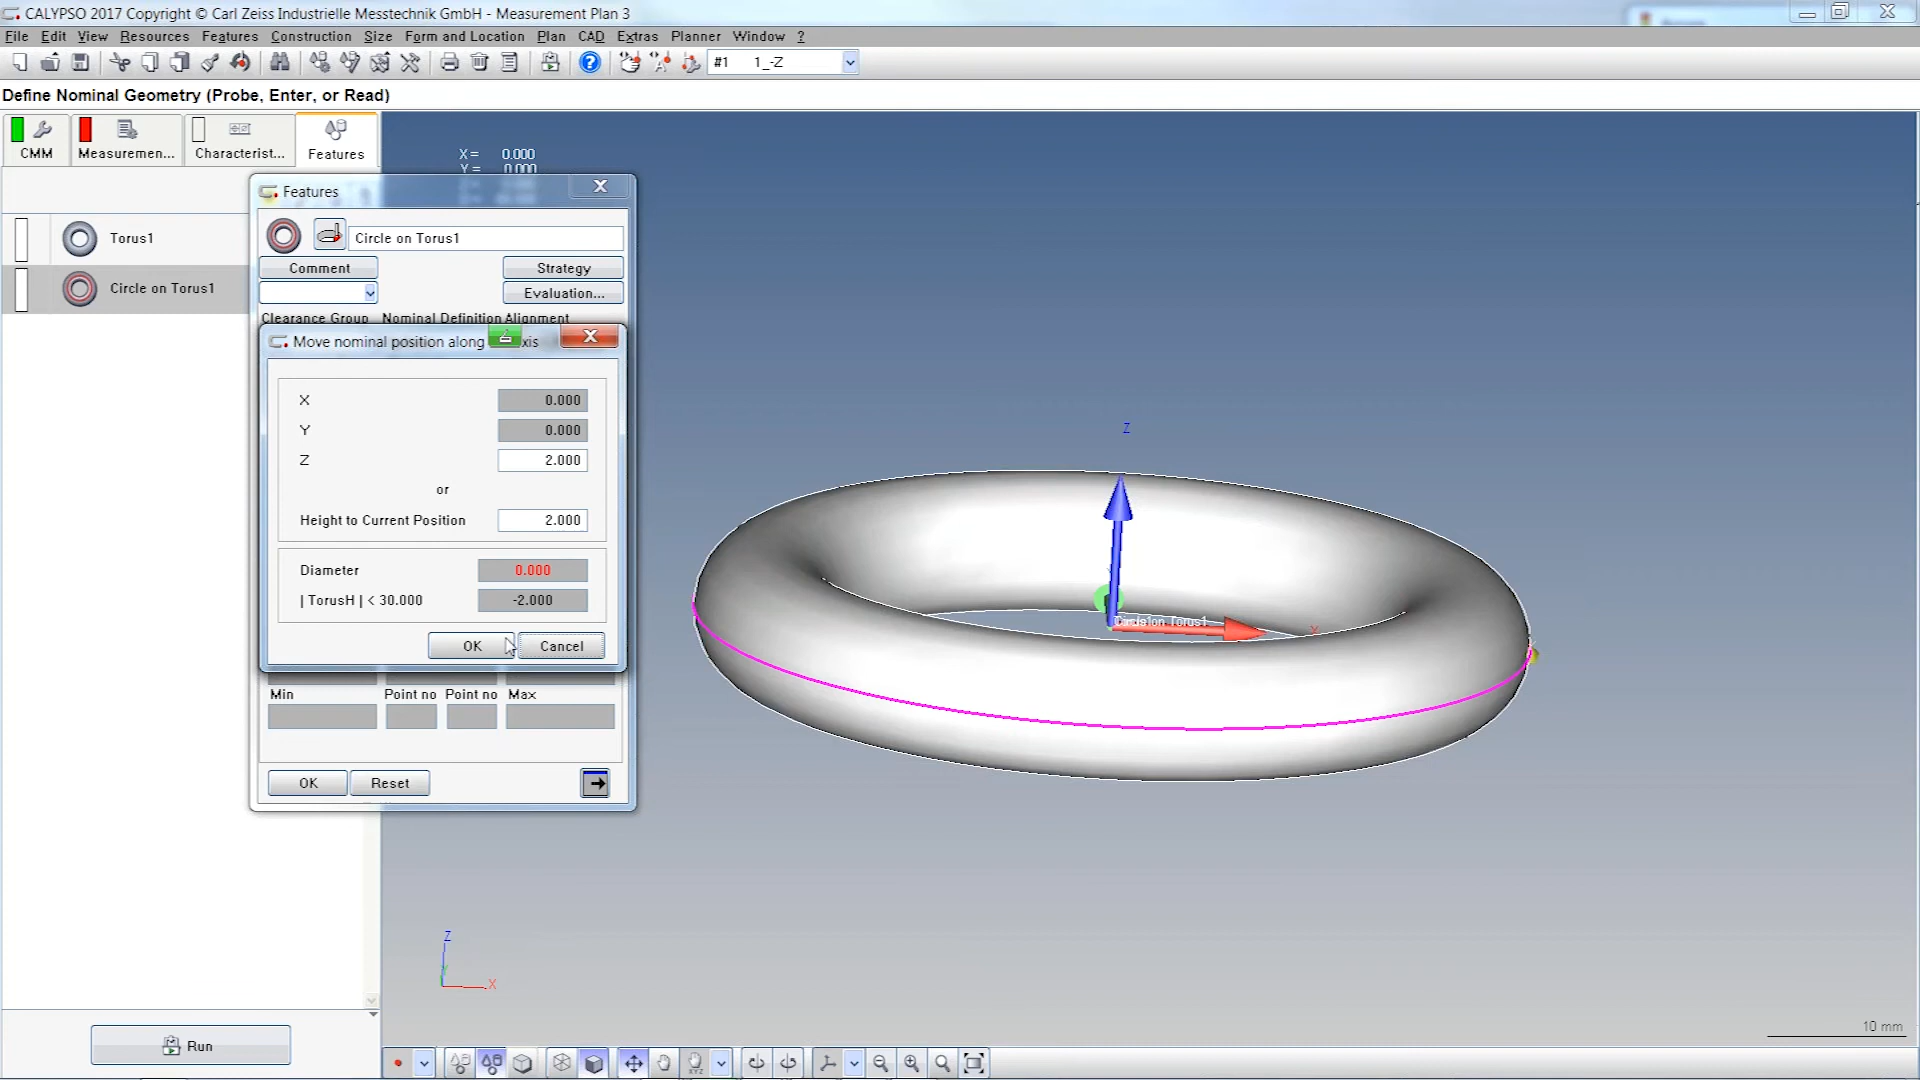 CALYPSO 2017 Copyright © Carl Zeiss Industrielle Messtechnik GmbH - Measurement Plan 3
File Edit View Resources Features Construction Size Form and Location Plan CAD Extras Planner Window ?
#1 1_-Z
Define Nominal Geometry (Probe, Enter, or Read)
CMM Measuremen... Characterist... Features
X = 0.000
Y = 0.000
Features
Torus1
Circle on Torus1
Circle on Torus1
Comment Strategy
Evaluation...
Clearance Group Nominal Definition Alignment
Move nominal position along xis
X 0.000
Y 0.000
Z 2.000
or
Height to Current Position 2.000
Diameter 0.000
| TorusH | < 30.000 -2.000
OK Cancel
Min Point no Point no Max
OK Reset
Z
X
Z
X
10 mm
Run
XYZ